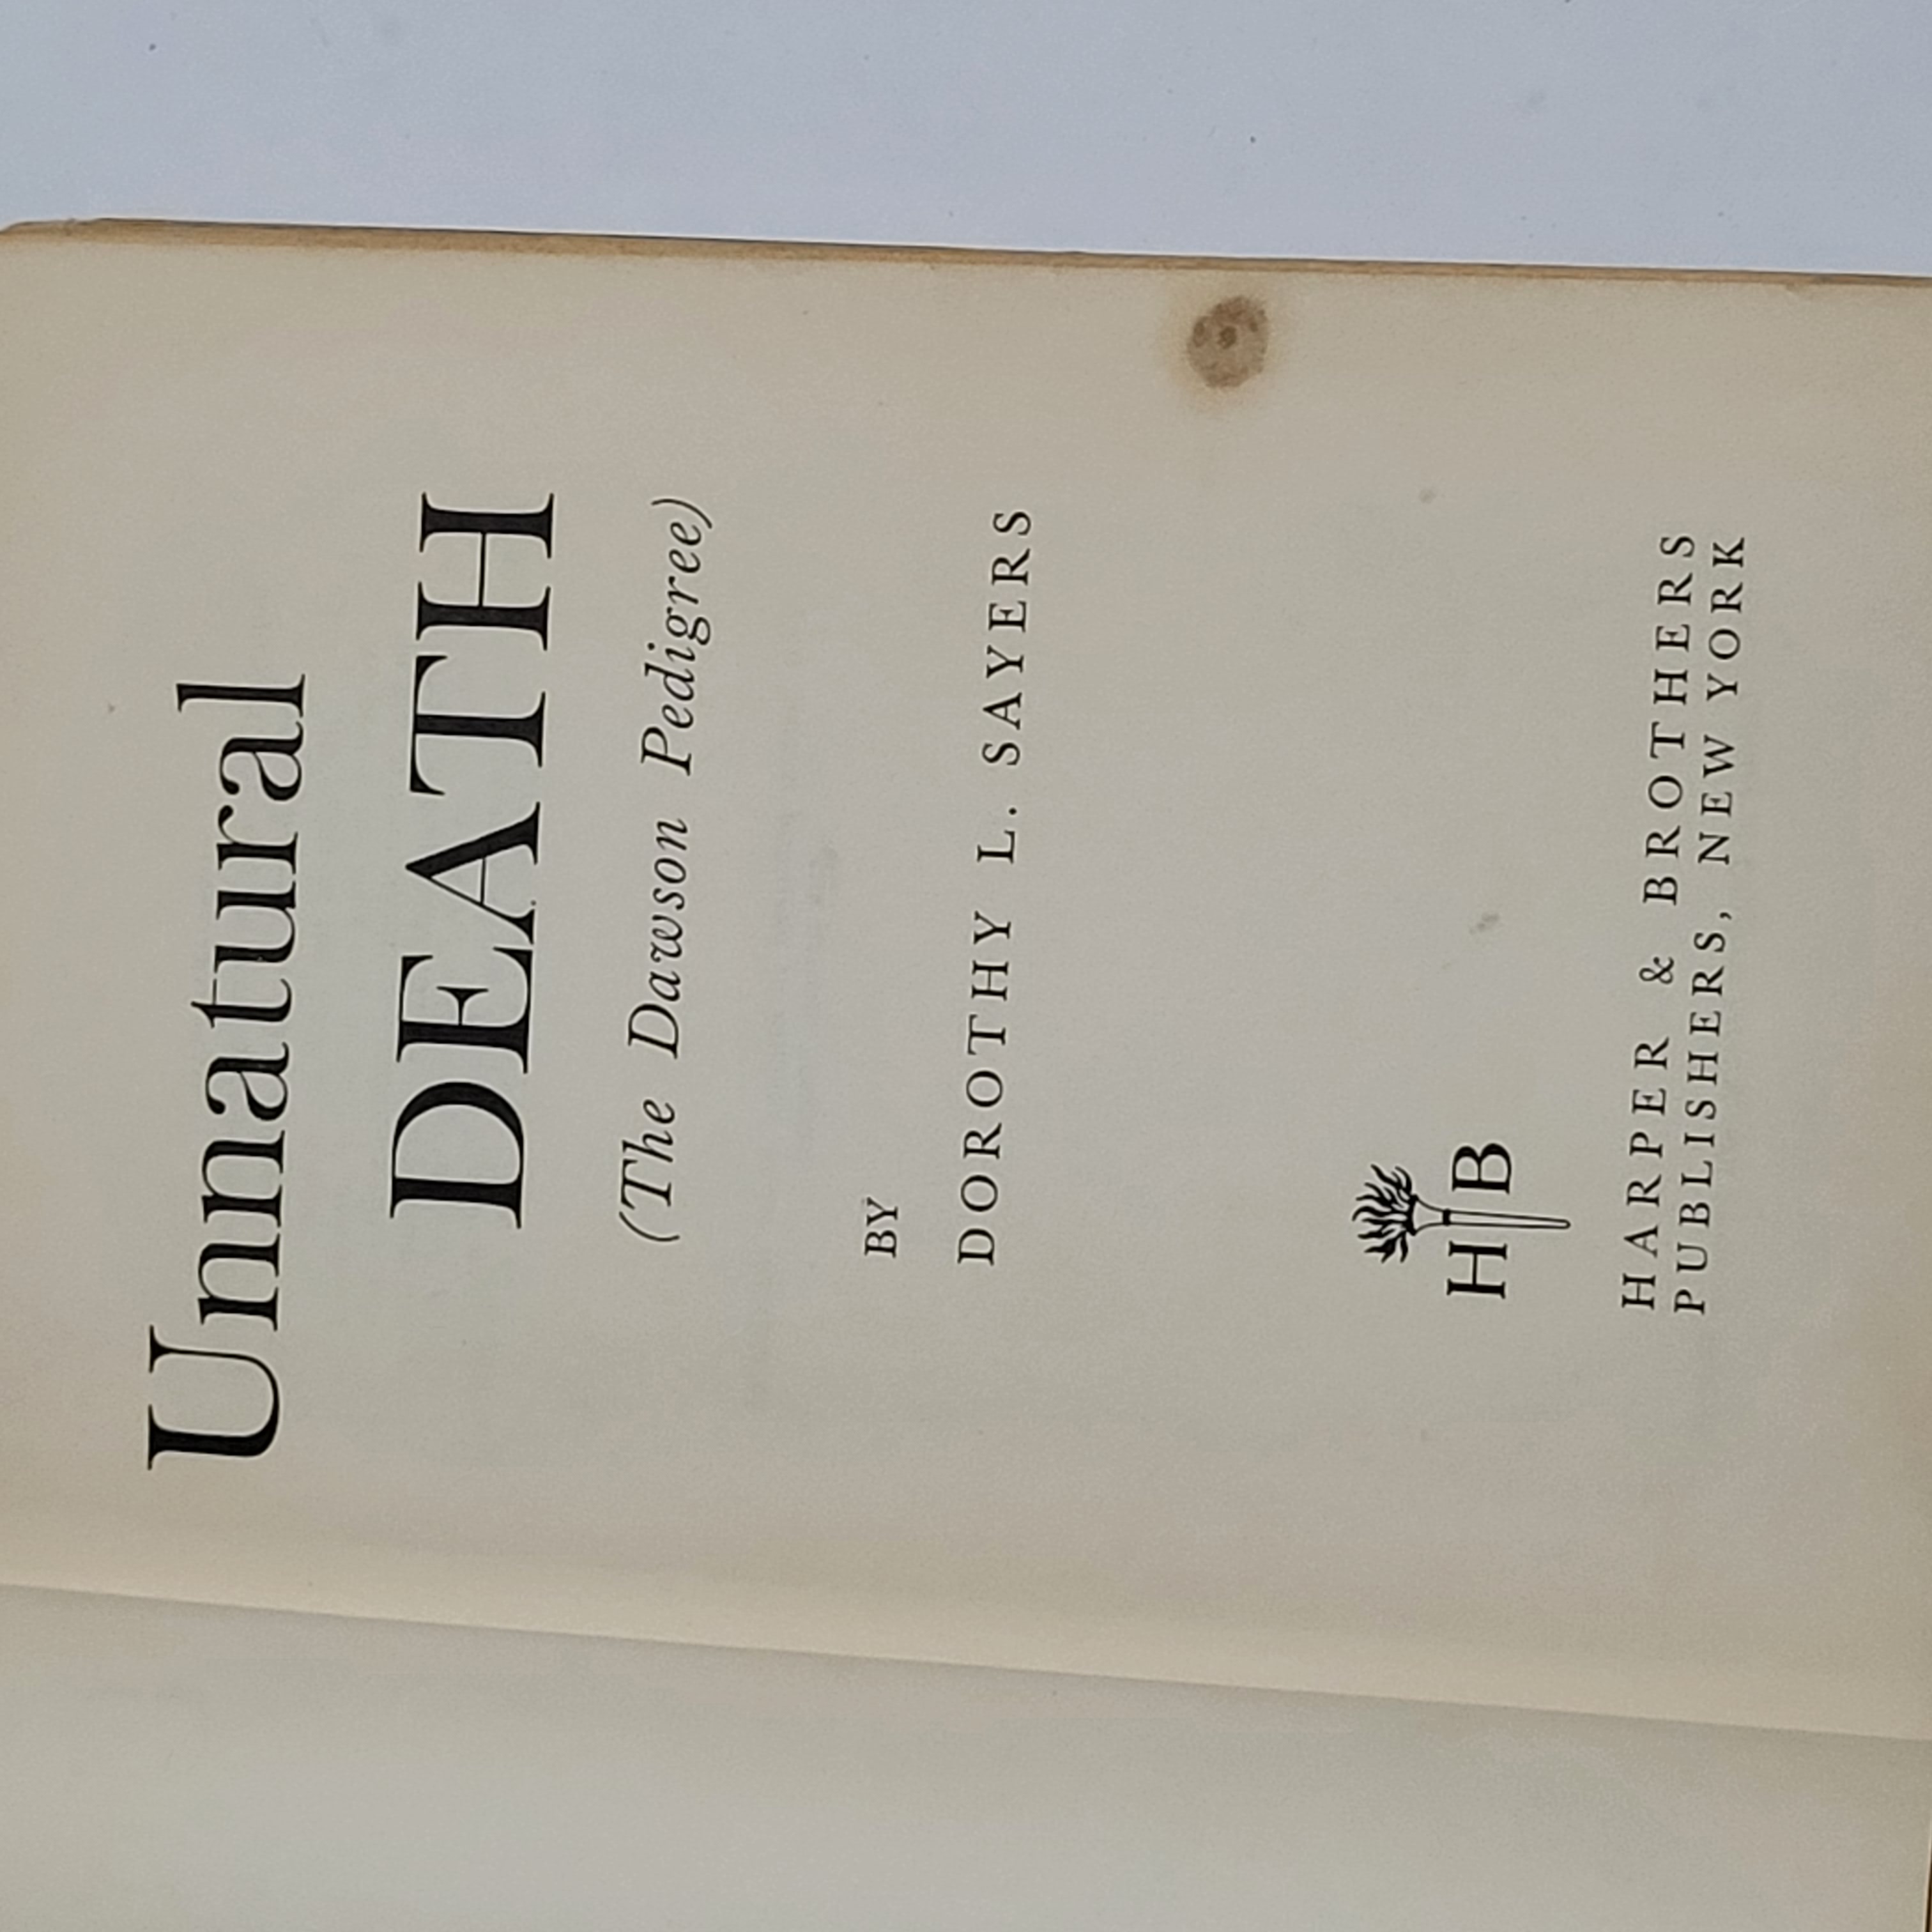 Unnatural
DEATH
(The Dawson Pedigree)
BY
DOROTHY L. SAYERS
H B
HARPER & BROTHERS
PUBLISHERS, NEW YORK